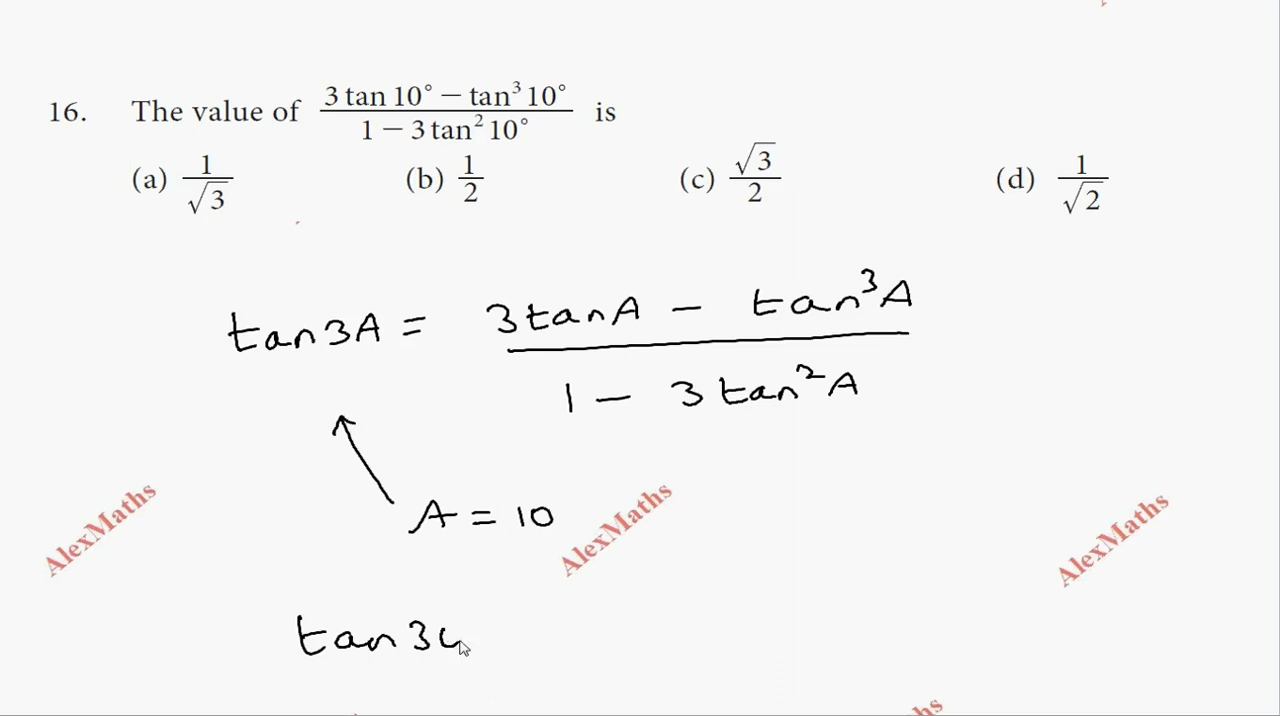 16. The value of (3 tan 10° − tan³ 10°)/(1 − 3 tan² 10°) is
(a) 1/√3 (b) 1/2 (c) √3/2 (d) 1/√2
tan3A = (3tanA − tan³A)/(1 − 3tan²A)
A = 10
AlexMaths AlexMaths AlexMaths
tan3
hs